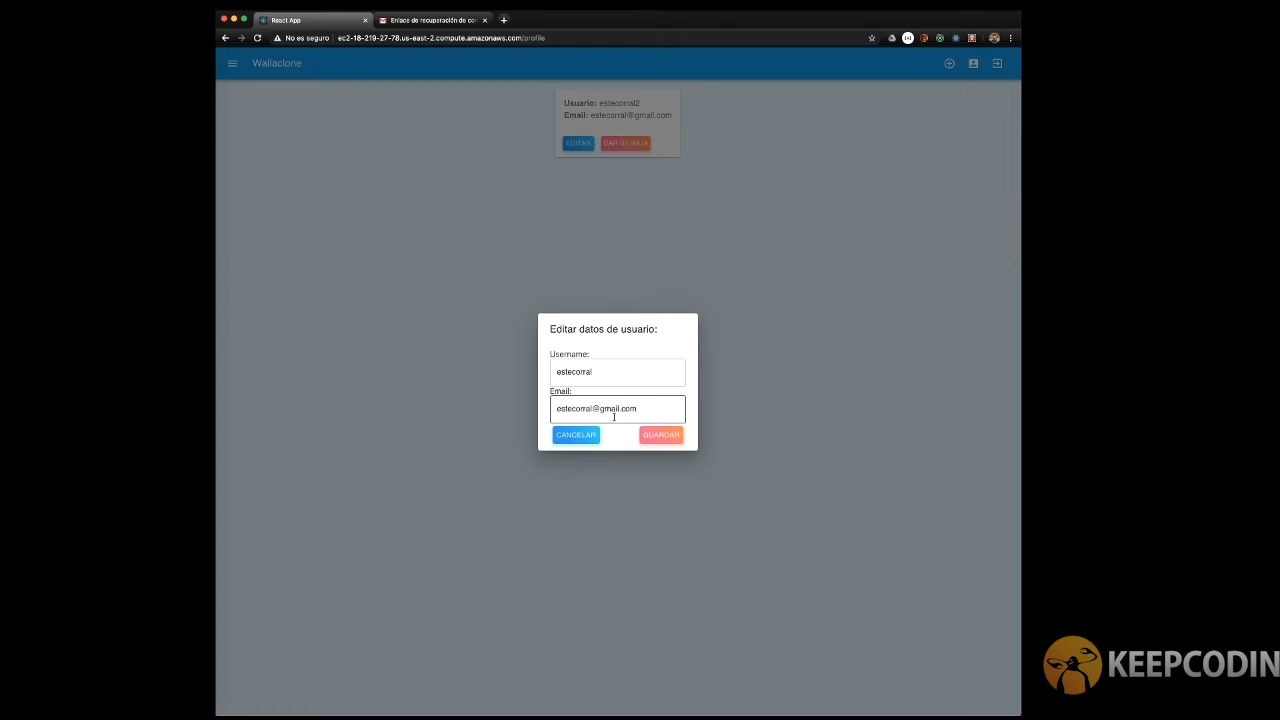 React App
Enlace de recuperación de con
No es seguro
ec2-18-219-27-78.us-east-2.compute.amazonaws.com/profile
Wallaclone
Usuario: estecorral2
Email: estecorral@gmail.com
EDITAR
DAR DE BAJA
Editar datos de usuario:
Username:
estecorral
Email:
estecorral@gmail.com
CANCELAR
GUARDAR
KEEPCODIN